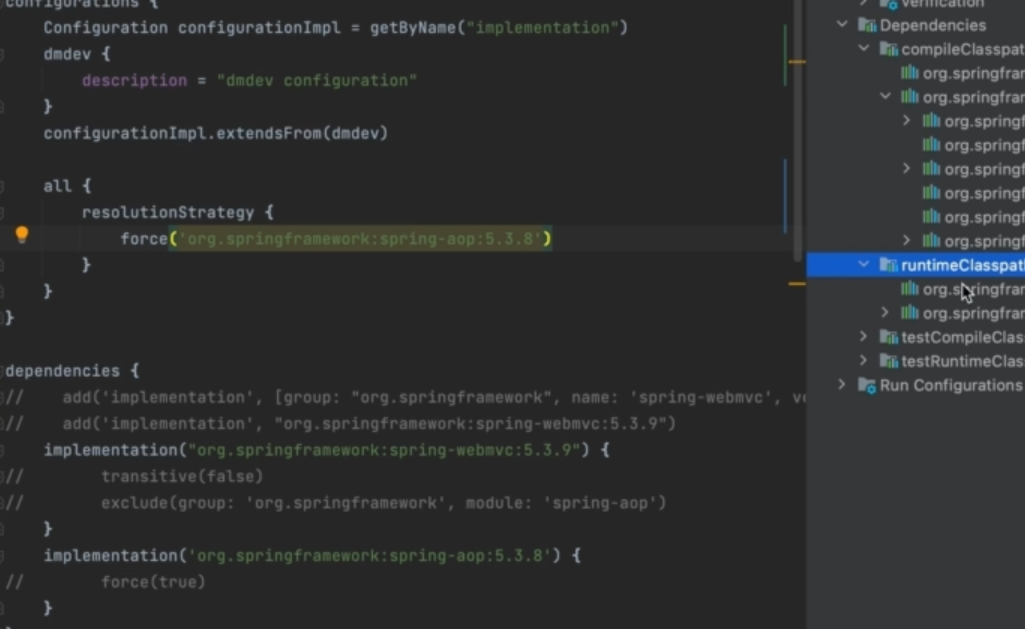 configurations {
Configuration configurationImpl = getByName("implementation")
dmdev {
description = "dmdev configuration"
}
configurationImpl.extendsFrom(dmdev)
all {
resolutionStrategy {
force('org.springframework:spring-aop:5.3.8')
}
}
}
dependencies {
// add('implementation', [group: "org.springframework", name: 'spring-webmvc', ve
// add('implementation', "org.springframework:spring-webmvc:5.3.9")
implementation("org.springframework:spring-webmvc:5.3.9") {
// transitive(false)
// exclude(group: 'org.springframework', module: 'spring-aop')
}
implementation('org.springframework:spring-aop:5.3.8') {
// force(true)
}
verification
Dependencies
compileClasspat
org.springfran
org.springfran
org.springf
org.springf
org.springf
org.springf
org.springf
org.springf
runtimeClasspat
org.springfran
org.springfran
testCompileClas
testRuntimeClas
Run Configurations